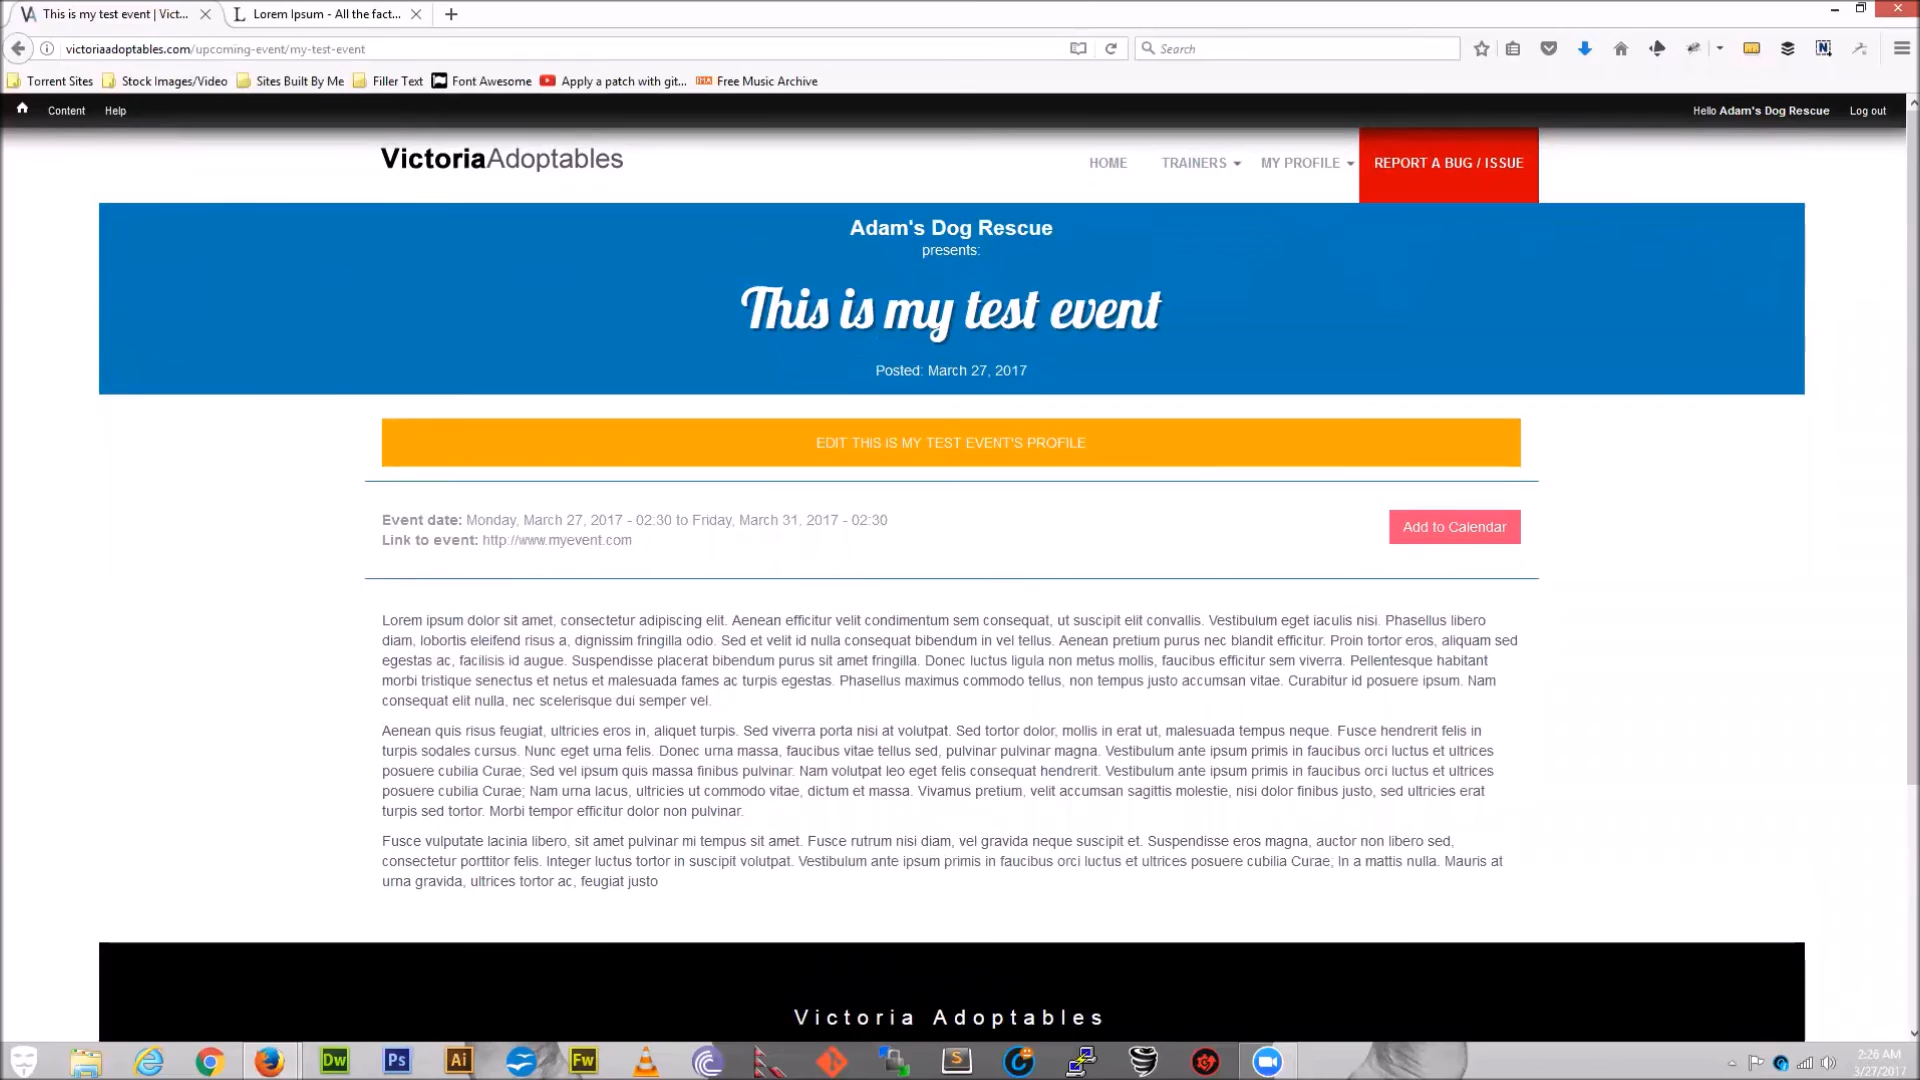 This is my test event | Vict...
Lorem Ipsum - All the fact...
victoriaadoptables.com/upcoming-event/my-test-event
Search
Torrent Sites
Stock Images/Video
Sites Built By Me
Filler Text
Font Awesome
Apply a patch with git...
Free Music Archive
Content
Help
Hello Adam's Dog Rescue
Log out
VictoriaAdoptables
HOME
TRAINERS
MY PROFILE
REPORT A BUG / ISSUE
Adam's Dog Rescue
presents:
This is my test event
Posted: March 27, 2017
EDIT THIS IS MY TEST EVENT'S PROFILE
Event date: Monday, March 27, 2017 - 02:30 to Friday, March 31, 2017 - 02:30
Link to event: http://www.myevent.com
Add to Calendar
Lorem ipsum dolor sit amet, consectetur adipiscing elit. Aenean efficitur velit condimentum sem consequat, ut suscipit elit convallis. Vestibulum eget iaculis nisi. Phasellus libero
diam, lobortis eleifend risus a, dignissim fringilla odio. Sed et velit id nulla consequat bibendum in vel tellus. Aenean pretium purus nec blandit efficitur. Proin tortor eros, aliquam sed
egestas ac, facilisis id augue. Suspendisse placerat bibendum purus sit amet fringilla. Donec luctus ligula non metus mollis, faucibus efficitur sem viverra. Pellentesque habitant
morbi tristique senectus et netus et malesuada fames ac turpis egestas. Phasellus maximus commodo tellus, non tempus justo accumsan vitae. Curabitur id posuere ipsum. Nam
consequat elit nulla, nec scelerisque dui semper vel.
Aenean quis risus feugiat, ultricies eros in, aliquet turpis. Sed viverra porta nisi at volutpat. Sed tortor dolor, mollis in erat ut, malesuada tempus neque. Fusce hendrerit felis in
turpis sodales cursus. Nunc eget urna felis. Donec urna massa, faucibus vitae tellus sed, pulvinar pulvinar magna. Vestibulum ante ipsum primis in faucibus orci luctus et ultrices
posuere cubilia Curae; Sed vel ipsum quis massa finibus pulvinar. Nam volutpat leo eget felis consequat hendrerit. Vestibulum ante ipsum primis in faucibus orci luctus et ultrices
posuere cubilia Curae; Nam urna lacus, ultricies ut commodo vitae, dictum et massa. Vivamus pretium, velit accumsan sagittis molestie, nisi dolor finibus justo, sed ultricies erat
turpis sed tortor. Morbi tempor efficitur dolor non pulvinar.
Fusce vulputate lacinia libero, sit amet pulvinar mi tempus sit amet. Fusce rutrum nisi diam, vel gravida neque suscipit et. Suspendisse eros magna, auctor non libero sed,
consectetur porttitor felis. Integer luctus tortor in suscipit volutpat. Vestibulum ante ipsum primis in faucibus orci luctus et ultrices posuere cubilia Curae; In a mattis nulla. Mauris at
urna gravida, ultrices tortor ac, feugiat justo
Victoria Adoptables
Dw
Ps
Ai
Fw
S
2:26 AM
3/27/2017